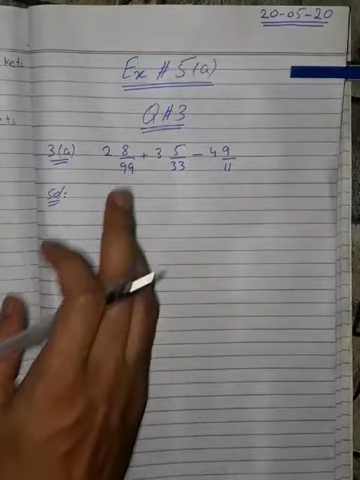 20-05-20
Ex # 5(a)
Q#3
3(a) 2 8/99 + 3 5/33 - 4 9/11
Sol: